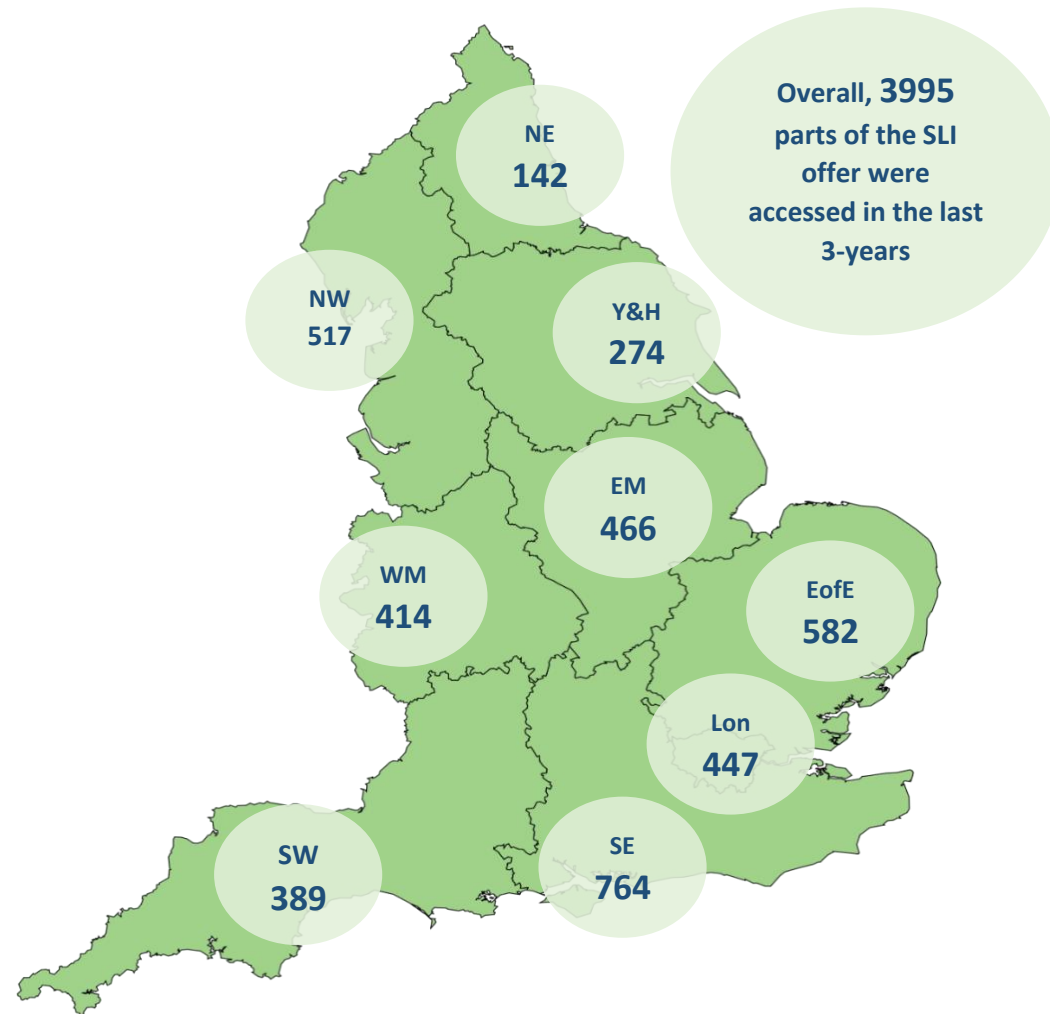 Overall, 3995
parts of the SLI
offer were
accessed in the last
3-years
NE
142
NW
517
Y&H
274
EM
466
WM
414
EofE
582
Lon
447
SW
389
SE
764